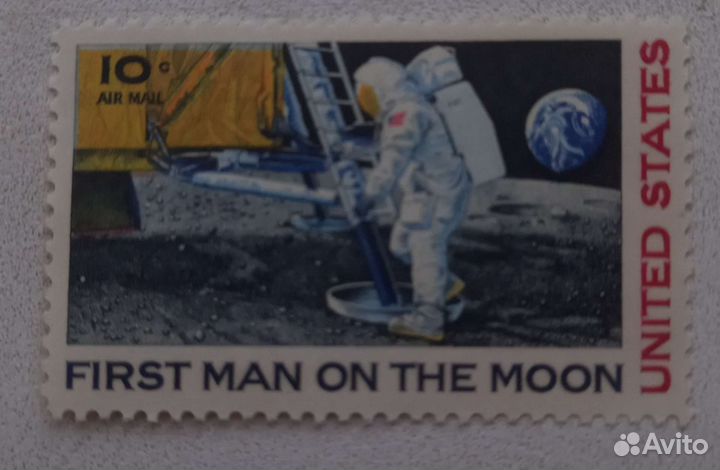 10c
AIR MAIL
FIRST MAN ON THE MOON
UNITED STATES
Avito